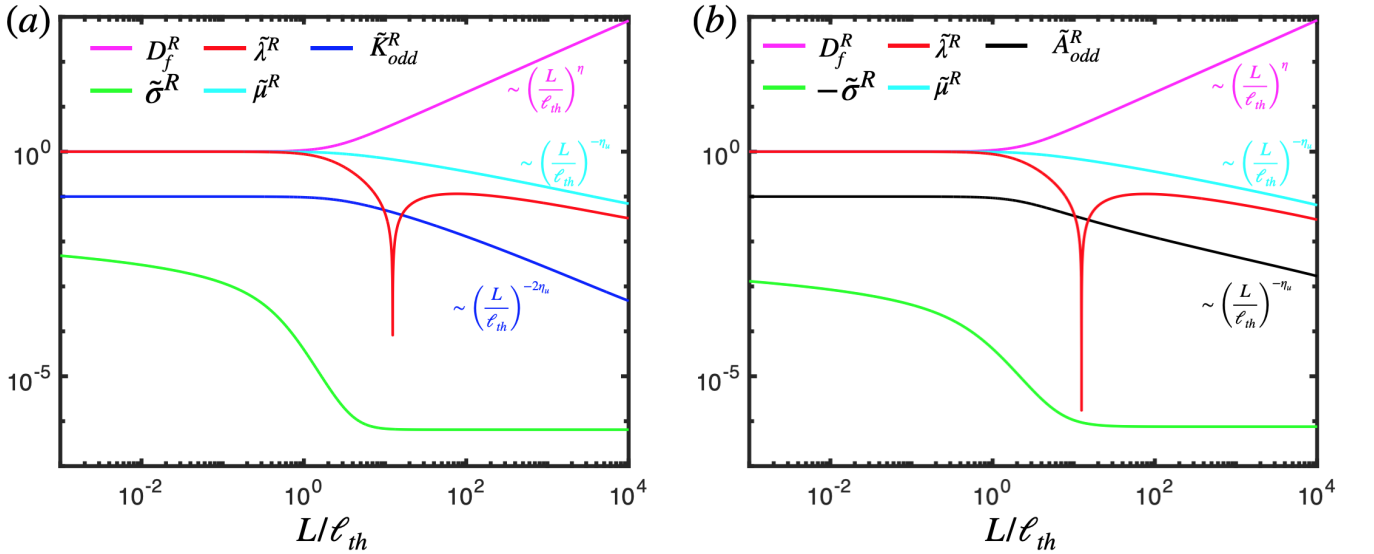 (a)
D_f^R λ̃^R K̃_odd^R
σ̃^R μ̃^R
~ (L/ℓ_th)^η
~ (L/ℓ_th)^{-η_u}
~ (L/ℓ_th)^{-2η_u}
10^0
10^-5
10^-2 10^0 10^2 10^4
L/ℓ_th
(b)
D_f^R λ̃^R Ã_odd^R
-σ̃^R μ̃^R
~ (L/ℓ_th)^η
~ (L/ℓ_th)^{-η_u}
~ (L/ℓ_th)^{-η_u}
10^0
10^-5
10^-2 10^0 10^2 10^4
L/ℓ_th